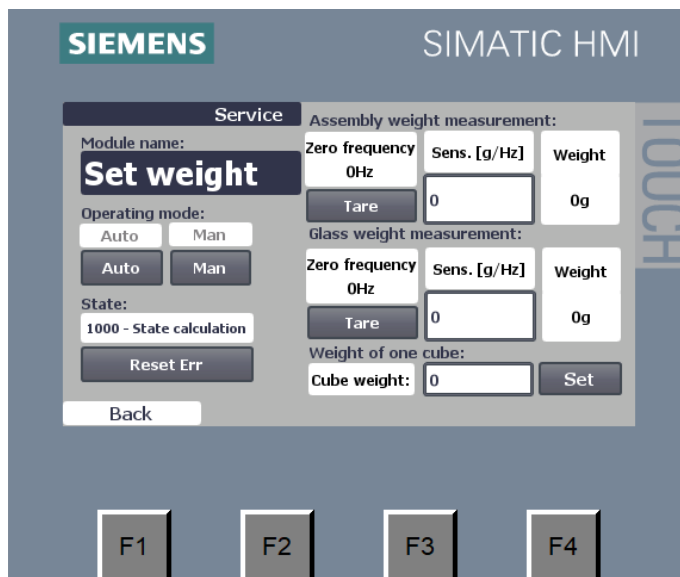 SIEMENS
SIMATIC HMI
TOUCH
Service
Module name:
Set weight
Operating mode:
Auto Man
Auto Man
State:
1000 - State calculation
Reset Err
Back
Assembly weight measurement:
Zero frequency
0Hz
Sens. [g/Hz]
Weight
Tare
0
0g
Glass weight measurement:
Zero frequency
0Hz
Sens. [g/Hz]
Weight
Tare
0
0g
Weight of one cube:
Cube weight:
0
Set
F1
F2
F3
F4